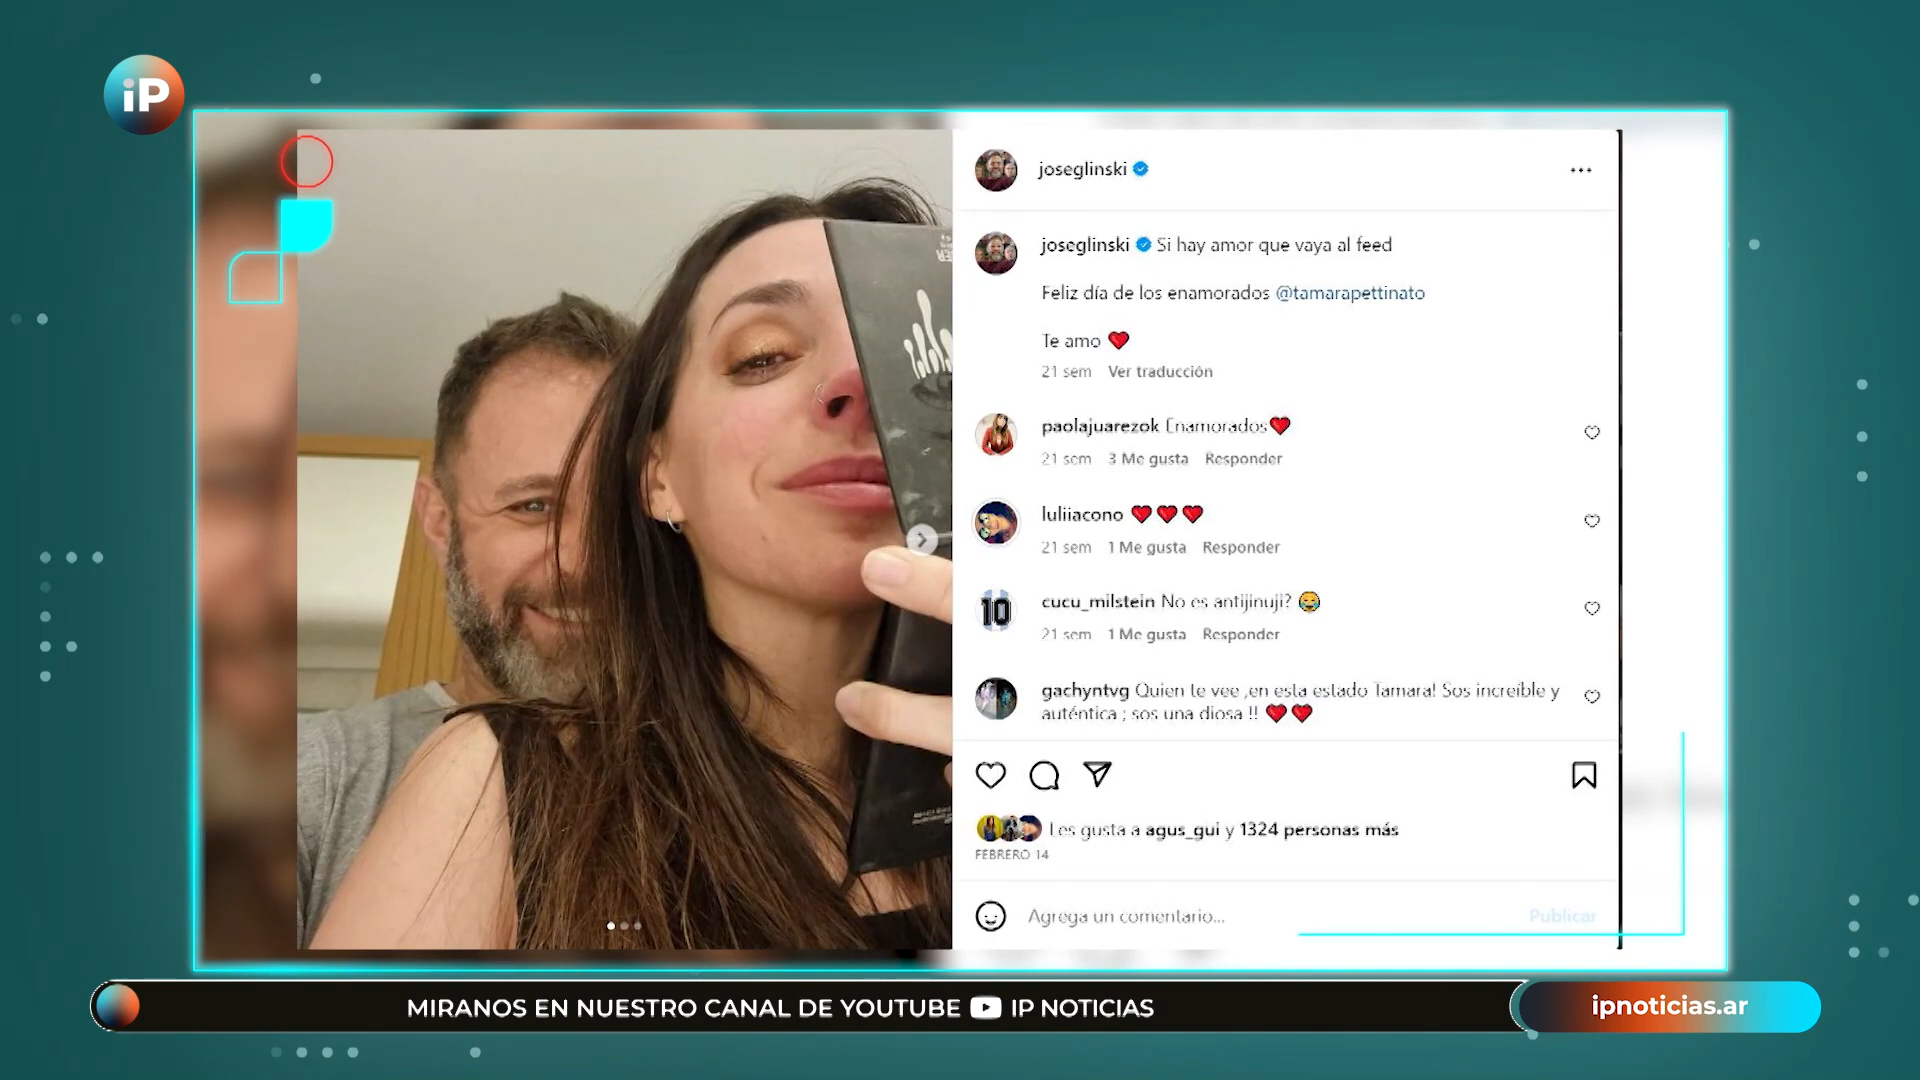 iP
joseglinski
joseglinski Si hay amor que vaya al feed
Feliz día de los enamorados @tamarapettinato
Te amo ❤️
21 sem Ver traducción
paolajuarezok Enamorados❤️
21 sem 3 Me gusta Responder
luliiacono ❤️❤️❤️
21 sem 1 Me gusta Responder
10
cucu_milstein No es antijinuji? 😂
21 sem 1 Me gusta Responder
gachyntvg Quien te vee ,en esta estado Tamara! Sos increíble y
auténtica ; sos una diosa !! ❤️❤️
Les gusta a agus_gui y 1324 personas más
FEBRERO 14
Agrega un comentario...
Publicar
MIRANOS EN NUESTRO CANAL DE YOUTUBE IP NOTICIAS
ipnoticias.ar